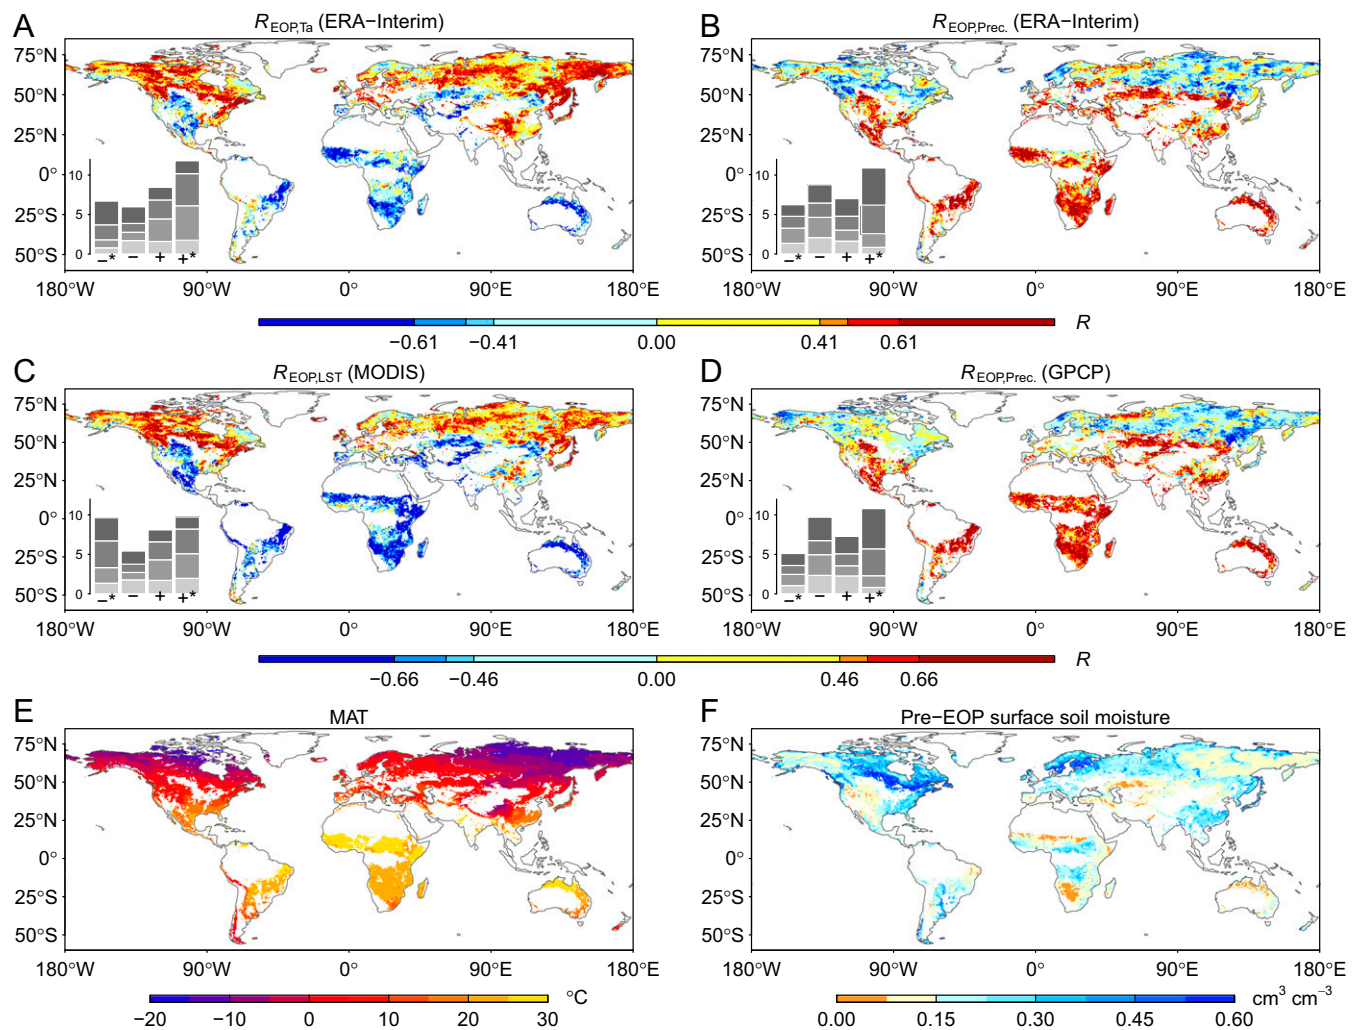 A R_EOP,Ta (ERA−Interim)
B R_EOP,Prec. (ERA−Interim)
75°N
50°N
25°N
0°
25°S
50°S
10
5
0
−* − + +*
180°W 90°W 0° 90°E 180°E
75°N
50°N
25°N
0°
25°S
50°S
10
5
0
−* − + +*
180°W 90°W 0° 90°E 180°E
−0.61 −0.41 0.00 0.41 0.61 R
C R_EOP,LST (MODIS)
D R_EOP,Prec. (GPCP)
75°N
50°N
25°N
0°
25°S
50°S
10
5
0
−* − + +*
180°W 90°W 0° 90°E 180°E
75°N
50°N
25°N
0°
25°S
50°S
10
5
0
−* − + +*
180°W 90°W 0° 90°E 180°E
−0.66 −0.46 0.00 0.46 0.66 R
E MAT
F Pre−EOP surface soil moisture
75°N
50°N
25°N
0°
25°S
50°S
180°W 90°W 0° 90°E 180°E
75°N
50°N
25°N
0°
25°S
50°S
180°W 90°W 0° 90°E 180°E
−20 −10 0 10 20 30 °C
0.00 0.15 0.30 0.45 0.60 cm³ cm⁻³